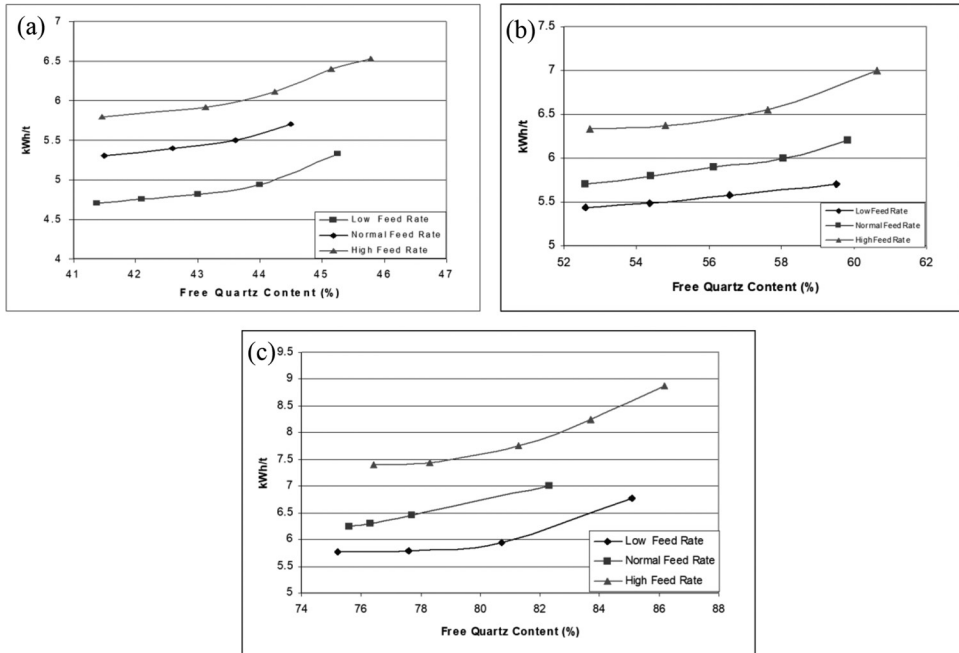 (a)
7
6.5
6
5.5
5
4.5
4
kWh/t
41 42 43 44 45 46 47
Free Quartz Content (%)
Low Feed Rate
Normal Feed Rate
High Feed Rate
(b)
7.5
7
6.5
6
5.5
5
kWh/t
52 54 56 58 60 62
Free Quartz Content (%)
Low Feed Rate
Normal Feed Rate
High Feed Rate
(c)
9.5
9
8.5
8
7.5
7
6.5
6
5.5
5
kWh/t
74 76 78 80 82 84 86 88
Free Quartz Content (%)
Low Feed Rate
Normal Feed Rate
High Feed Rate